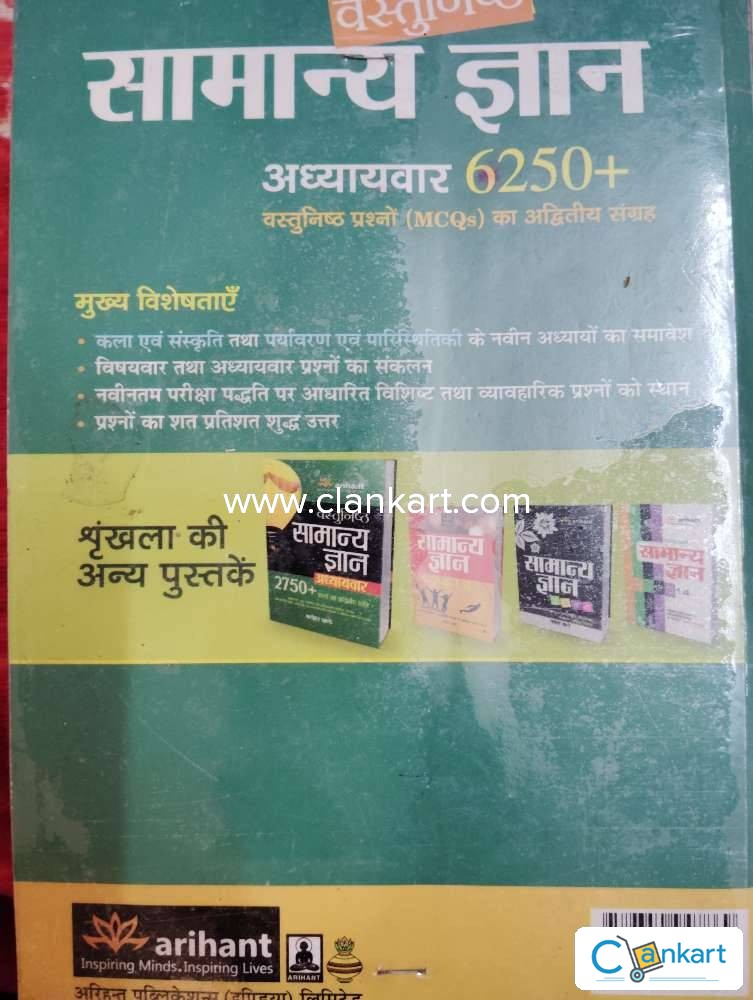 वस्तुनिष्ठ
सामान्य ज्ञान
अध्यायवार 6250+
वस्तुनिष्ठ प्रश्नों (MCQs) का अद्वितीय संग्रह
मुख्य विशेषताएँ
• कला एवं संस्कृति तथा पर्यावरण एवं पारिस्थितिकी के नवीन अध्यायों का समावेश
• विषयवार तथा अध्यायवार प्रश्नों का संकलन
• नवीनतम परीक्षा पद्धति पर आधारित विशिष्ट तथा व्यावहारिक प्रश्नों को स्थान
• प्रश्नों का शत प्रतिशत शुद्ध उत्तर
www.clankart.com
शृंखला की
अन्य पुस्तकें
arihant
वस्तुनिष्ठ
सामान्य
ज्ञान
अध्यायवार
2750+
सामान्य
ज्ञान
सामान्य
ज्ञान
सामान्य
ज्ञान
arihant
Inspiring Minds. Inspiring Lives
ARIHANT
अरिहन्त पब्लिकेशन्स (इण्डिया) लिमिटेड
Clankart